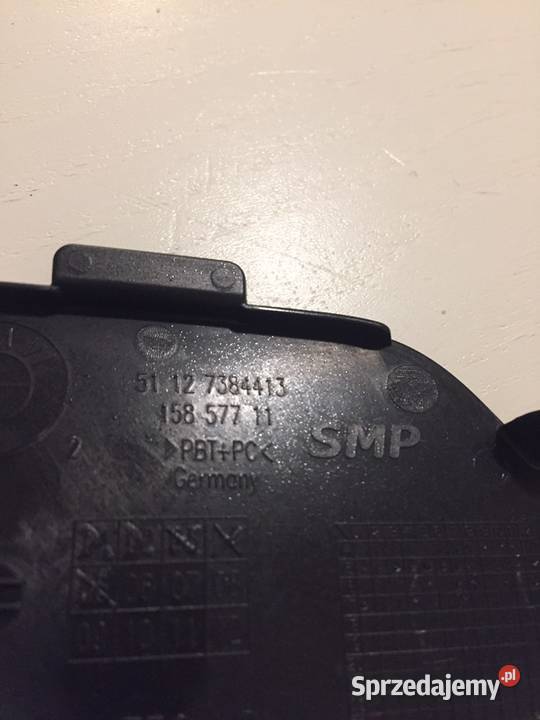 51 12 7384413
158 577 11
>PBT+PC<
Germany
SMP
Sprzedajemy.pl